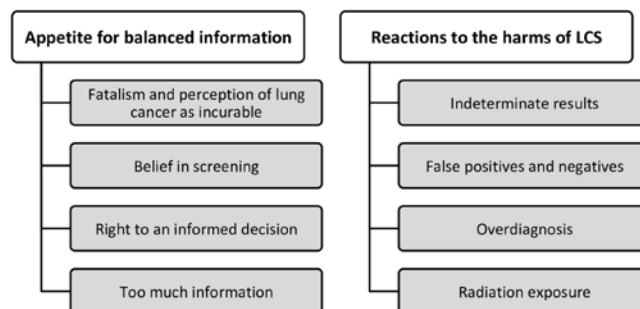 Appetite for balanced information
Fatalism and perception of lung
cancer as incurable
Belief in screening
Right to an informed decision
Too much information
Reactions to the harms of LCS
Indeterminate results
False positives and negatives
Overdiagnosis
Radiation exposure